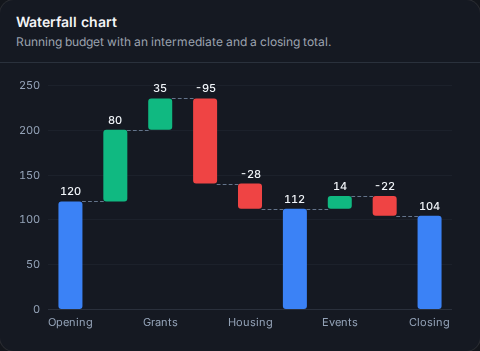 Waterfall chart
Running budget with an intermediate and a closing total.
250
200
150
100
50
0
120
80
35
-95
-28
112
14
-22
104
Opening
Grants
Housing
Events
Closing